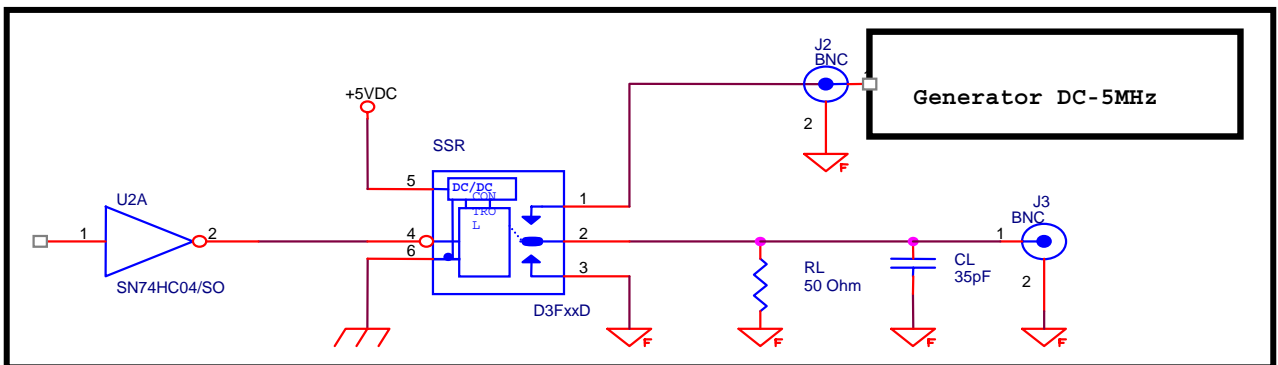 J2
BNC
1
Generator DC-5MHz
2
+5VDC
SSR
5
DC/DC
CON
TRO
L
1
U2A
1
2
4
2
6
3
SN74HC04/SO
D3FxxD
F
J3
BNC
1
2
RL
50 Ohm
CL
35pF
F
F
F
F